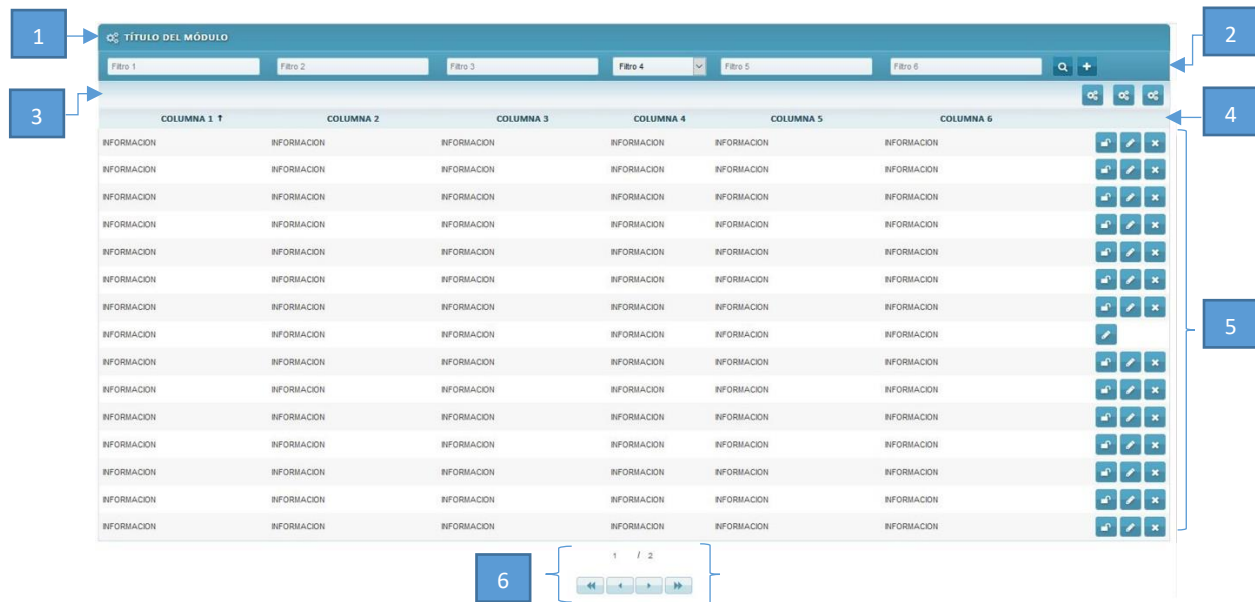 1
TÍTULO DEL MÓDULO
2
Filtro 1 Filtro 2 Filtro 3 Filtro 4 Filtro 5 Filtro 6
3
COLUMNA 1 COLUMNA 2 COLUMNA 3 COLUMNA 4 COLUMNA 5 COLUMNA 6
4
INFORMACION INFORMACION INFORMACION INFORMACION INFORMACION INFORMACION
INFORMACION INFORMACION INFORMACION INFORMACION INFORMACION INFORMACION
INFORMACION INFORMACION INFORMACION INFORMACION INFORMACION INFORMACION
INFORMACION INFORMACION INFORMACION INFORMACION INFORMACION INFORMACION
INFORMACION INFORMACION INFORMACION INFORMACION INFORMACION INFORMACION
INFORMACION INFORMACION INFORMACION INFORMACION INFORMACION INFORMACION
INFORMACION INFORMACION INFORMACION INFORMACION INFORMACION INFORMACION
INFORMACION INFORMACION INFORMACION INFORMACION INFORMACION INFORMACION
5
INFORMACION INFORMACION INFORMACION INFORMACION INFORMACION INFORMACION
INFORMACION INFORMACION INFORMACION INFORMACION INFORMACION INFORMACION
INFORMACION INFORMACION INFORMACION INFORMACION INFORMACION INFORMACION
INFORMACION INFORMACION INFORMACION INFORMACION INFORMACION INFORMACION
INFORMACION INFORMACION INFORMACION INFORMACION INFORMACION INFORMACION
INFORMACION INFORMACION INFORMACION INFORMACION INFORMACION INFORMACION
INFORMACION INFORMACION INFORMACION INFORMACION INFORMACION INFORMACION
1 / 2
6